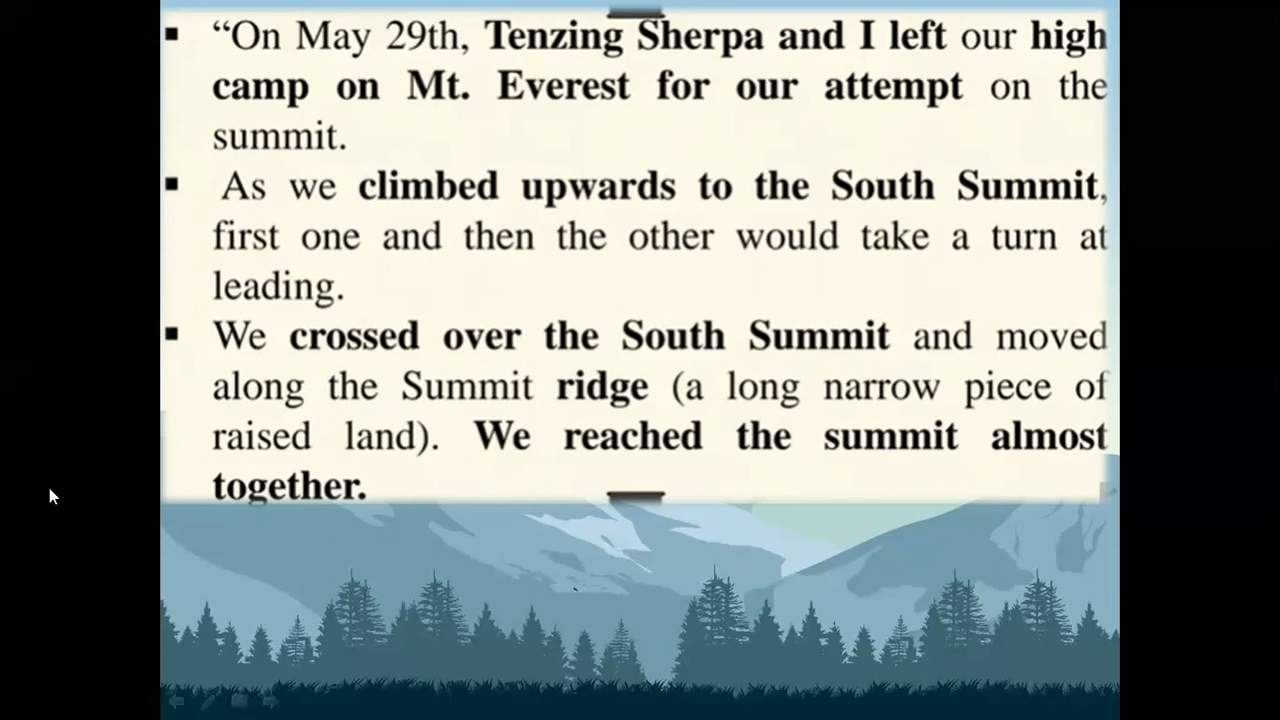 ▪ “On May 29th, Tenzing Sherpa and I left our high
camp on Mt. Everest for our attempt on the
summit.
▪ As we climbed upwards to the South Summit,
first one and then the other would take a turn at
leading.
▪ We crossed over the South Summit and moved
along the Summit ridge (a long narrow piece of
raised land). We reached the summit almost
together.